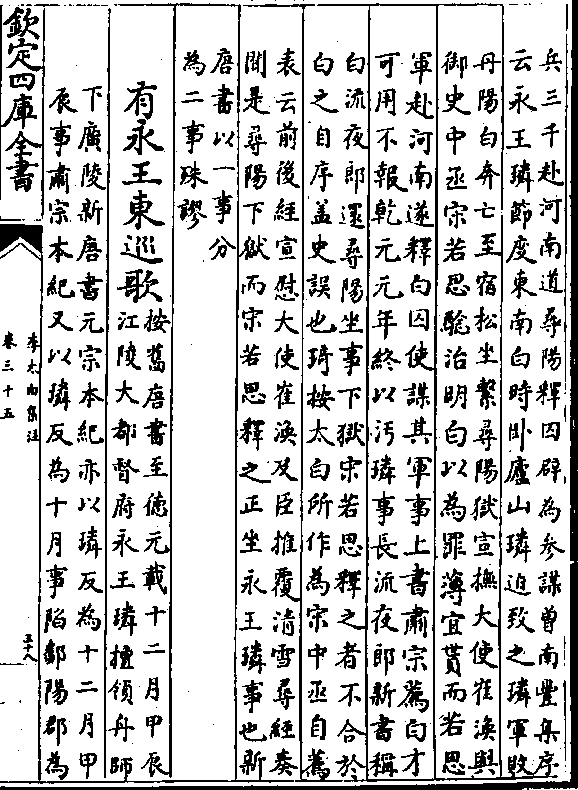 兵三千赴河南道尋陽釋囚辟為參謀曾南豐集序
云永王璘節度東南白時卧廬山璘迫致之璘軍敗
丹陽白奔亡至宿松坐繫尋陽獄宣撫大使崔渙與
御史中丞宋若思驗治明白以為罪薄宜貰而若思
軍赴河南遂釋白囚使謀其軍事上書肅宗薦白才
可用不報乾元元年終以汚璘事長流夜郎新書稱
白流夜郎還尋陽坐事下獄宋若思釋之者不合於
白之自序蓋史誤也琦按太白所作為宋中丞自薦
表云前後經宣慰大使崔渙及臣推覆清雪尋經奏
聞是尋陽下獄而宋若思釋之正坐永王璘事也新
唐書以一事分
為二事殊謬
有永王東巡歌
按舊唐書至德元載十二月甲辰
江陵大都督府永王璘擅領舟師
下廣陵新唐書元宗本紀亦以璘反為十二月甲
辰事肅宗本紀又以璘反為十月事陷鄱陽郡為
欽定四庫全書
李太白集注
卷三十五
五十八